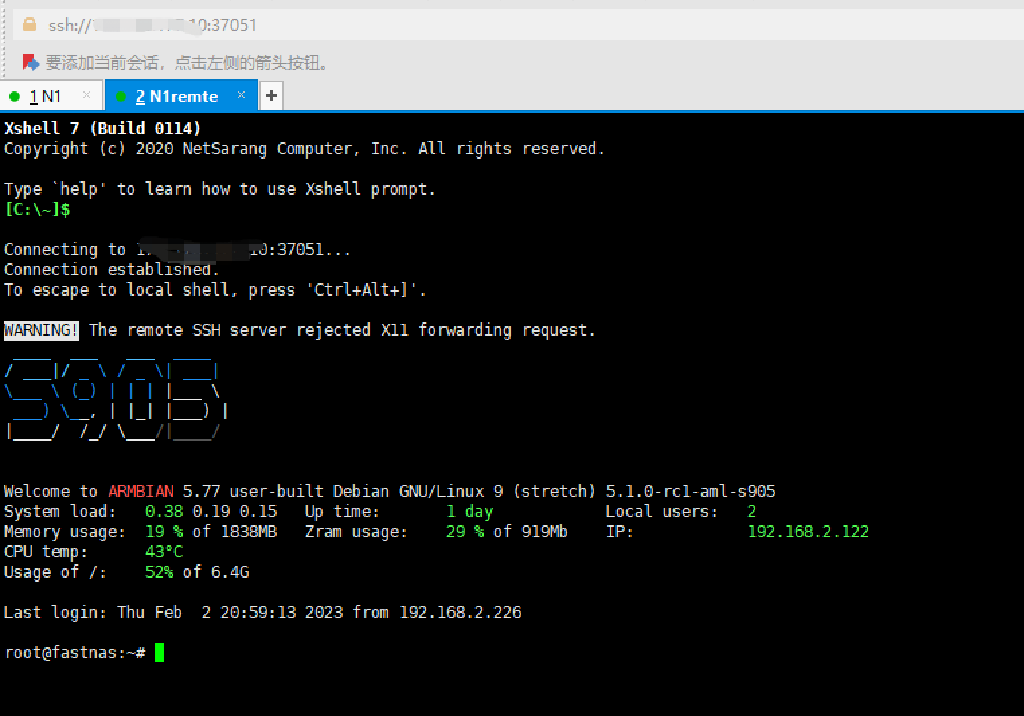 ssh:// 10:37051
要添加当前会话，点击左侧的箭头按钮。
1 N1 × 2 N1remte × +
Xshell 7 (Build 0114)
Copyright (c) 2020 NetSarang Computer, Inc. All rights reserved.
Type `help' to learn how to use Xshell prompt.
[C:\~]$
Connecting to 10:37051...
Connection established.
To escape to local shell, press 'Ctrl+Alt+]'.
WARNING! The remote SSH server rejected X11 forwarding request.
S905
Welcome to ARMBIAN 5.77 user-built Debian GNU/Linux 9 (stretch) 5.1.0-rc1-aml-s905
System load: 0.38 0.19 0.15 Up time: 1 day Local users: 2
Memory usage: 19 % of 1838MB Zram usage: 29 % of 919Mb IP: 192.168.2.122
CPU temp: 43°C
Usage of /: 52% of 6.4G
Last login: Thu Feb  2 20:59:13 2023 from 192.168.2.226
root@fastnas:~#